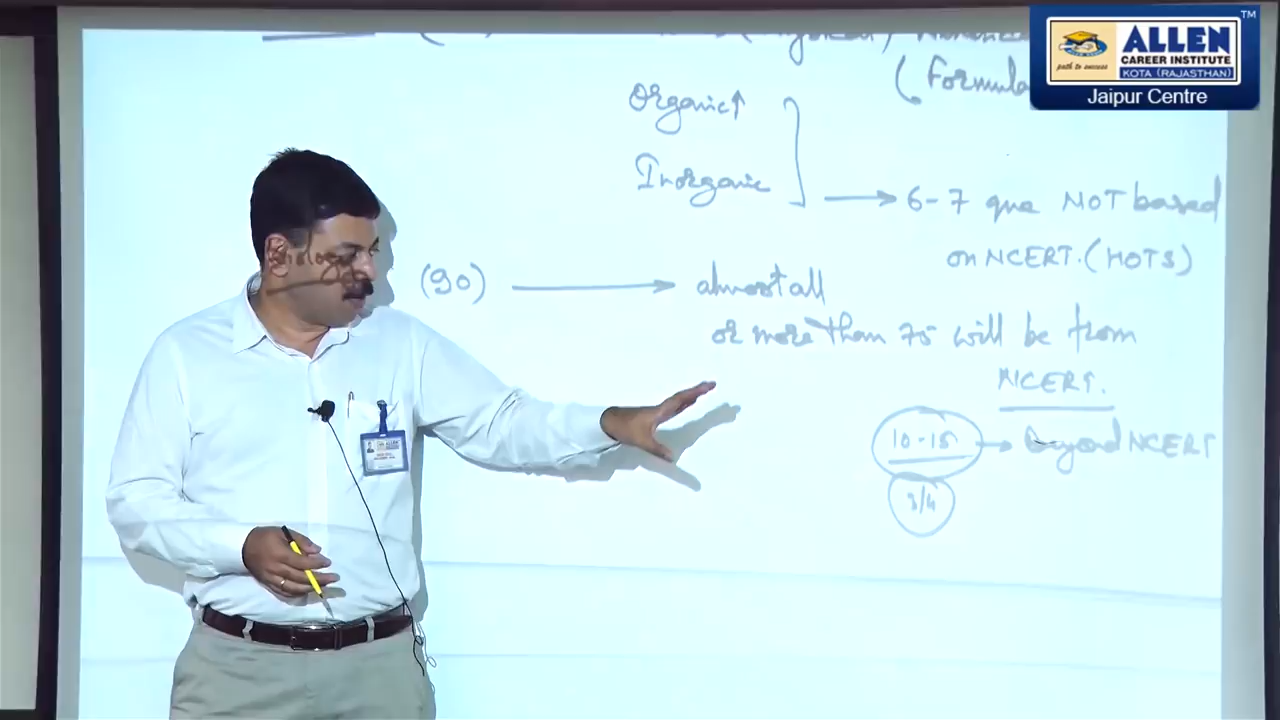 (Formula
Organic↑
Inorganic
→ 6-7 que NOT based
on NCERT. (HOTS)
(90) → almost all
or more than 75 will be from
NCERT.
10-15 → beyond NCERT
3/4
ALLEN
CAREER INSTITUTE
KOTA (RAJASTHAN)
path to success
Jaipur Centre
TM
ALLEN